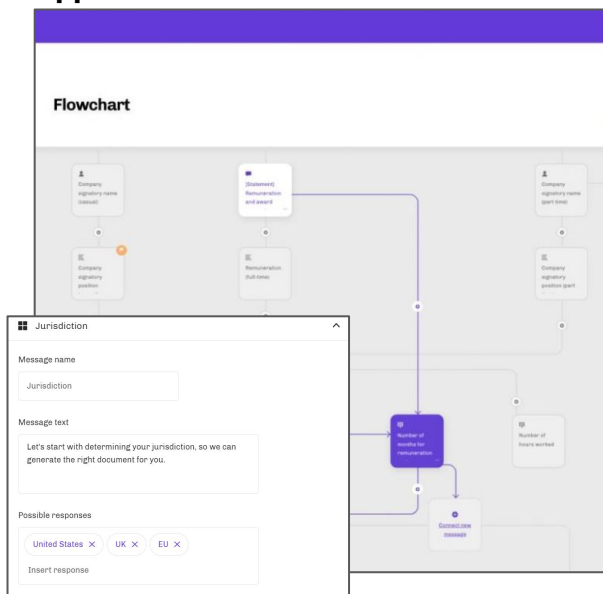 Flowchart
Company
signatory name
(casual)
(Statement)
Remuneration
and award
Company
signatory name
(part-time)
Company
signatory
position
Remuneration
(full-time)
Company
signatory
position (part
Jurisdiction
Message name
Jurisdiction
Message text
Let's start with determining your jurisdiction, so we can
generate the right document for you.
Possible responses
United States × UK × EU ×
Insert response
Number of
months for
remuneration
Number of
hours worked
Connect new
message